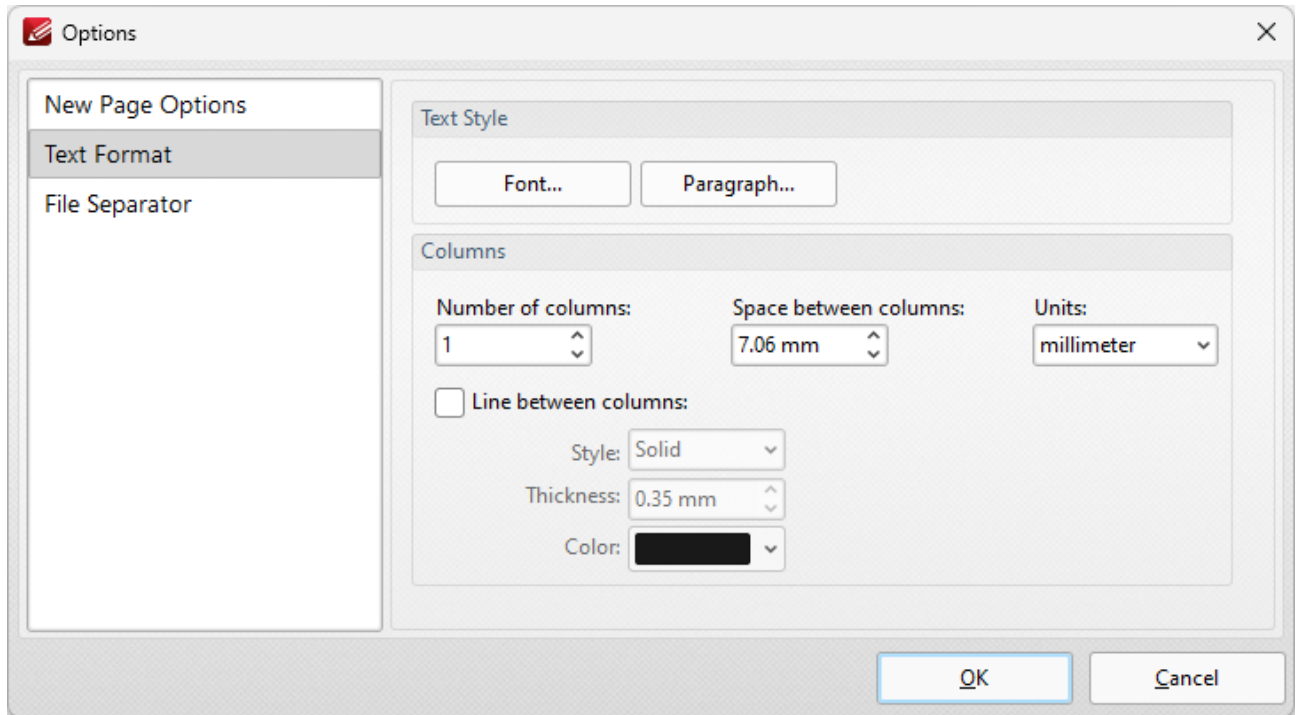 Options
New Page Options
Text Format
File Separator
Text Style
Font...
Paragraph...
Columns
Number of columns:
Space between columns:
Units:
1
7.06 mm
millimeter
Line between columns:
Style: Solid
Thickness: 0.35 mm
Color:
OK
Cancel